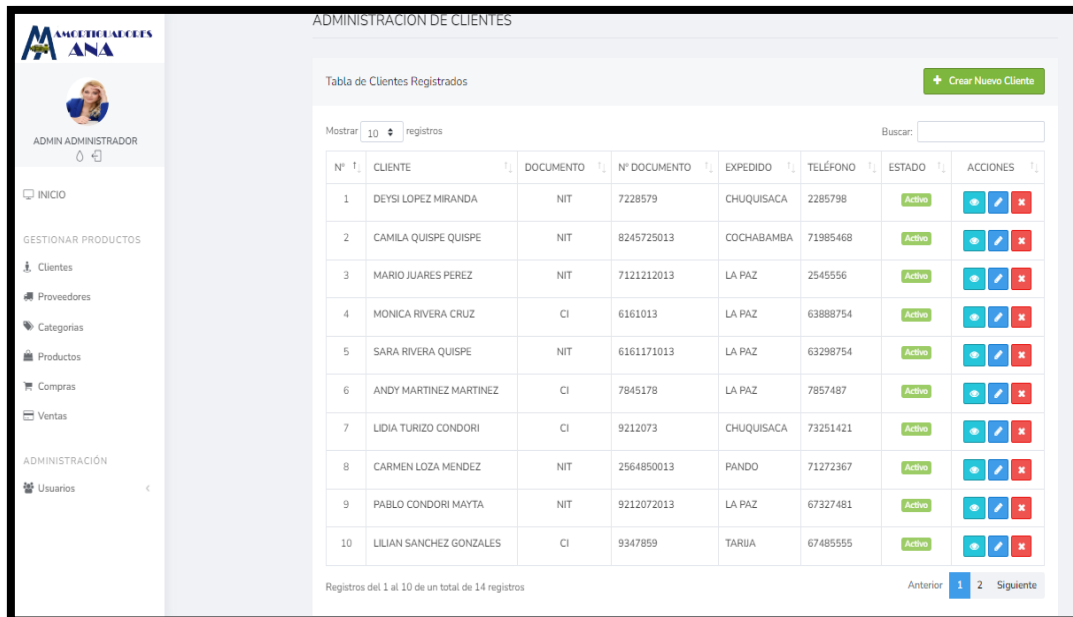 ADMINISTRACIÓN DE CLIENTES
AMORTIGUADORES
ANA
ADMIN ADMINISTRADOR
INICIO
GESTIONAR PRODUCTOS
Clientes
Proveedores
Categorias
Productos
Compras
Ventas
ADMINISTRACIÓN
Usuarios
Tabla de Clientes Registrados
Crear Nuevo Cliente
Mostrar 10 registros Buscar:
Nº CLIENTE DOCUMENTO Nº DOCUMENTO EXPEDIDO TELÉFONO ESTADO ACCIONES
1 DEYSI LOPEZ MIRANDA NIT 7228579 CHUQUISACA 2285798 Activo
2 CAMILA QUISPE QUISPE NIT 8245725013 COCHABAMBA 71985468 Activo
3 MARIO JUARES PEREZ NIT 7121212013 LA PAZ 2545556 Activo
4 MONICA RIVERA CRUZ CI 6161013 LA PAZ 63888754 Activo
5 SARA RIVERA QUISPE NIT 6161171013 LA PAZ 63298754 Activo
6 ANDY MARTINEZ MARTINEZ CI 7845178 LA PAZ 7857487 Activo
7 LIDIA TURIZO CONDORI CI 9212073 CHUQUISACA 73251421 Activo
8 CARMEN LOZA MENDEZ NIT 2564850013 PANDO 71272367 Activo
9 PABLO CONDORI MAYTA NIT 9212072013 LA PAZ 67327481 Activo
10 LILIAN SANCHEZ GONZALES CI 9347859 TARIJA 67485555 Activo
Registros del 1 al 10 de un total de 14 registros
Anterior 1 2 Siguiente